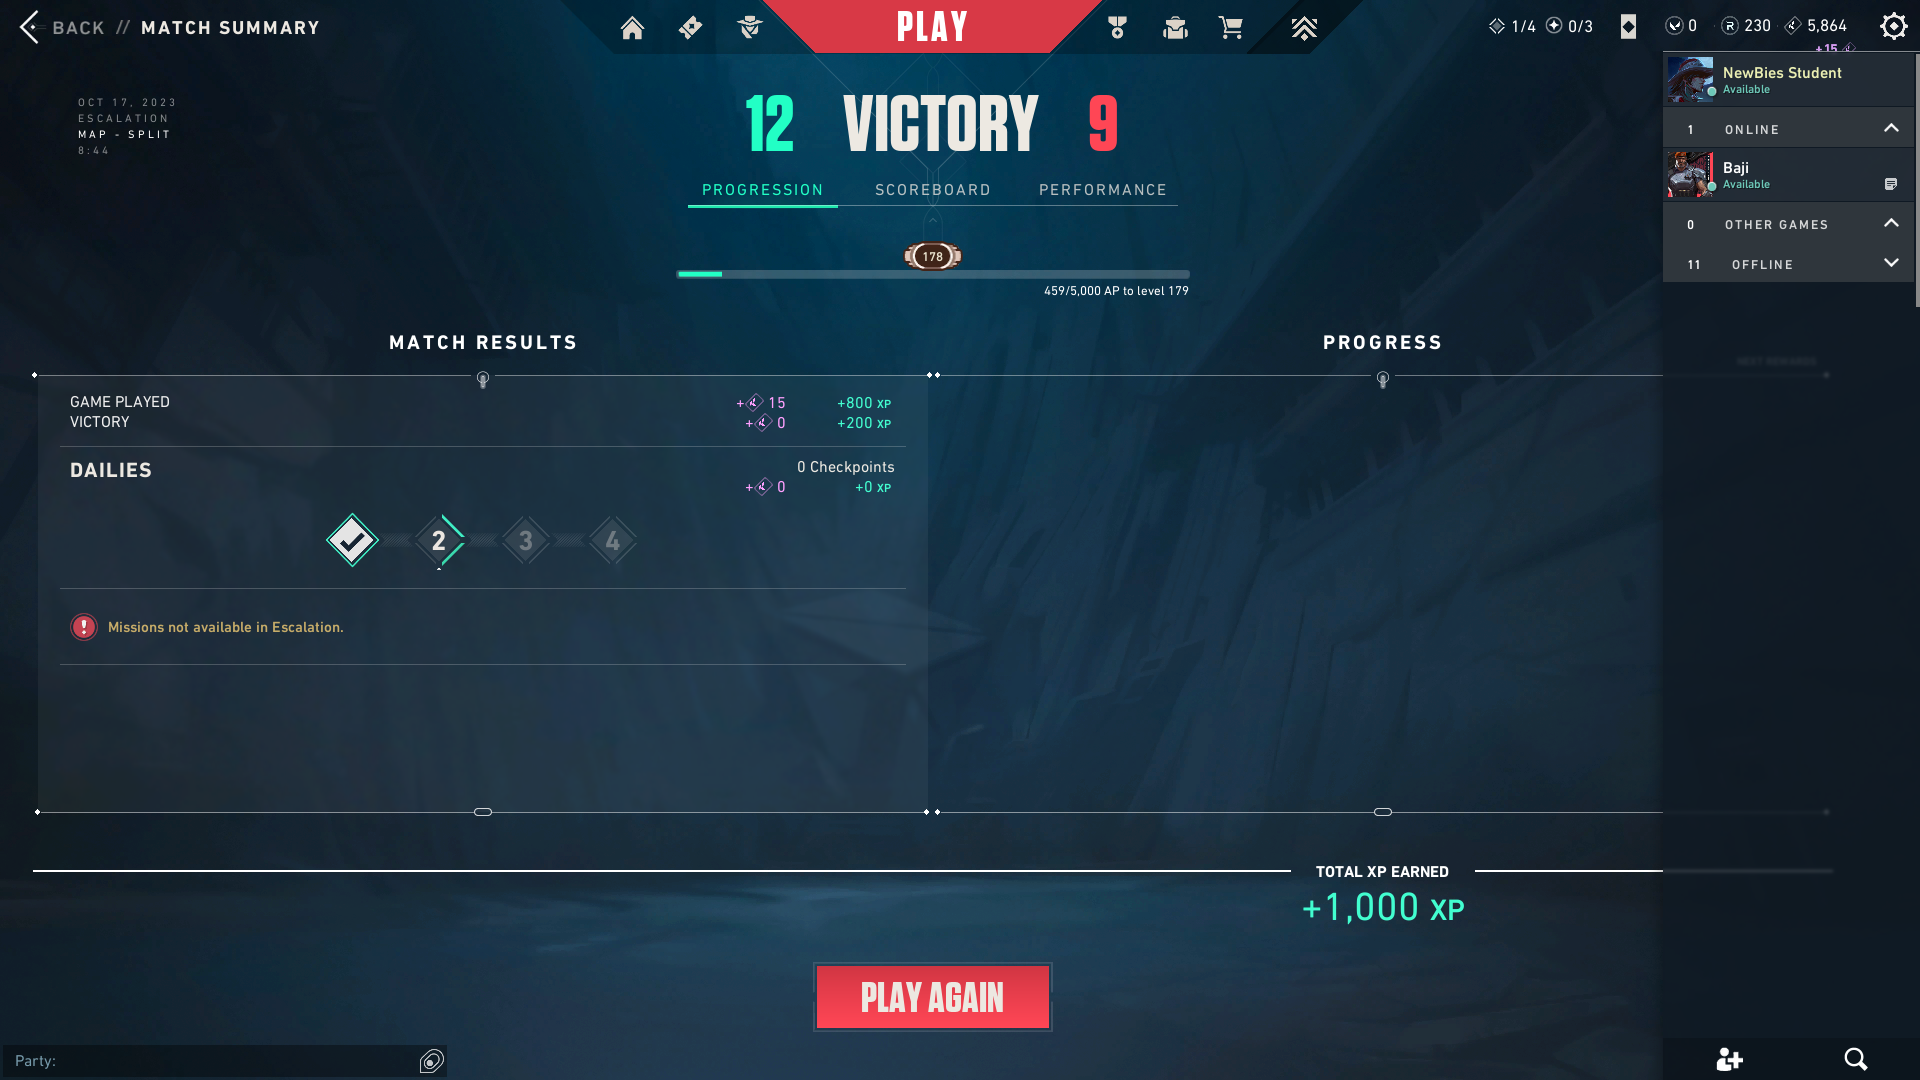 BACK // MATCH SUMMARY
PLAY
1/4 0/3 0 R 230 5,864
+15
OCT 17, 2023
ESCALATION
MAP - SPLIT
8:44
12 VICTORY 9
PROGRESSION SCOREBOARD PERFORMANCE
178
459/5,000 AP to level 179
NewBies Student
Available
1 ONLINE
Baji
Available
0 OTHER GAMES
11 OFFLINE
MATCH RESULTS
PROGRESS
GAME PLAYED + 15 +800 XP
VICTORY + 0 +200 XP
DAILIES 0 Checkpoints
+ 0 +0 XP
2 3 4
! Missions not available in Escalation.
TOTAL XP EARNED
+1,000 XP
PLAY AGAIN
Party: